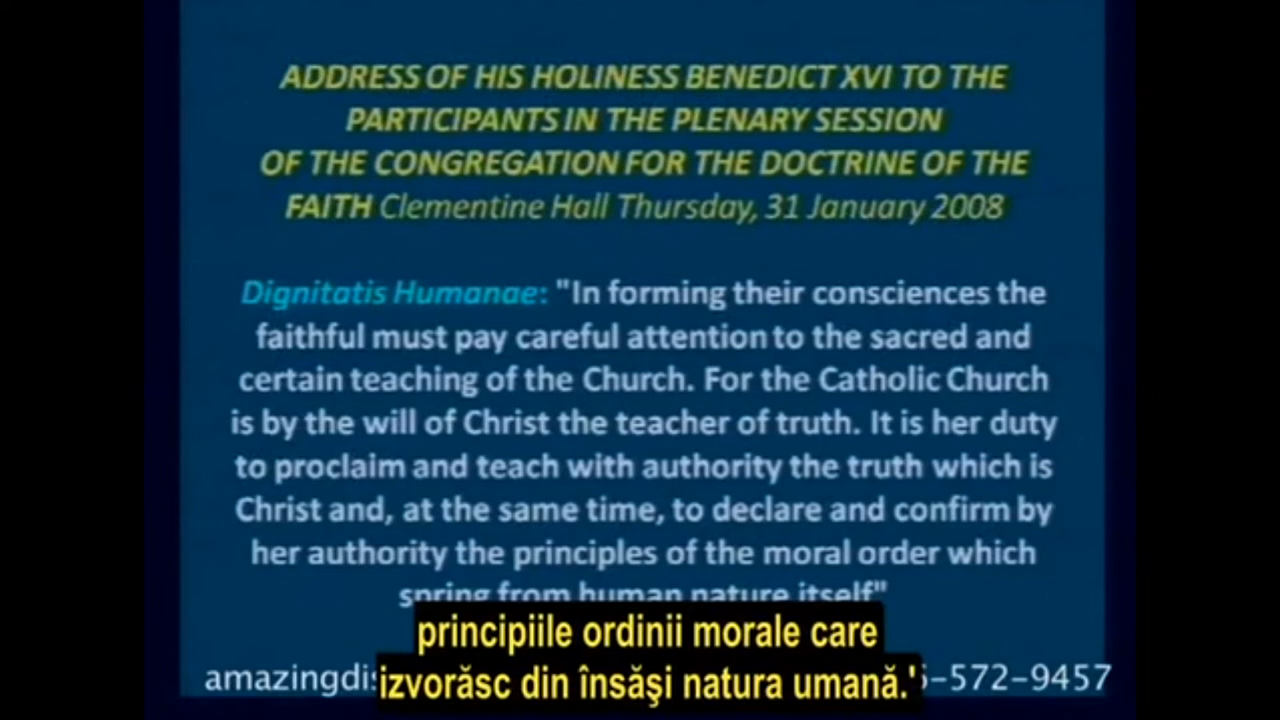 ADDRESS OF HIS HOLINESS BENEDICT XVI TO THE
PARTICIPANTS IN THE PLENARY SESSION
OF THE CONGREGATION FOR THE DOCTRINE OF THE
FAITH Clementine Hall Thursday, 31 January 2008
Dignitatis Humanae: "In forming their consciences the
faithful must pay careful attention to the sacred and
certain teaching of the Church. For the Catholic Church
is by the will of Christ the teacher of truth. It is her duty
to proclaim and teach with authority the truth which is
Christ and, at the same time, to declare and confirm by
her authority the principles of the moral order which
spring from human nature itself"
principiile ordinii morale care
izvorăsc din însăşi natura umană.'
-572-9457